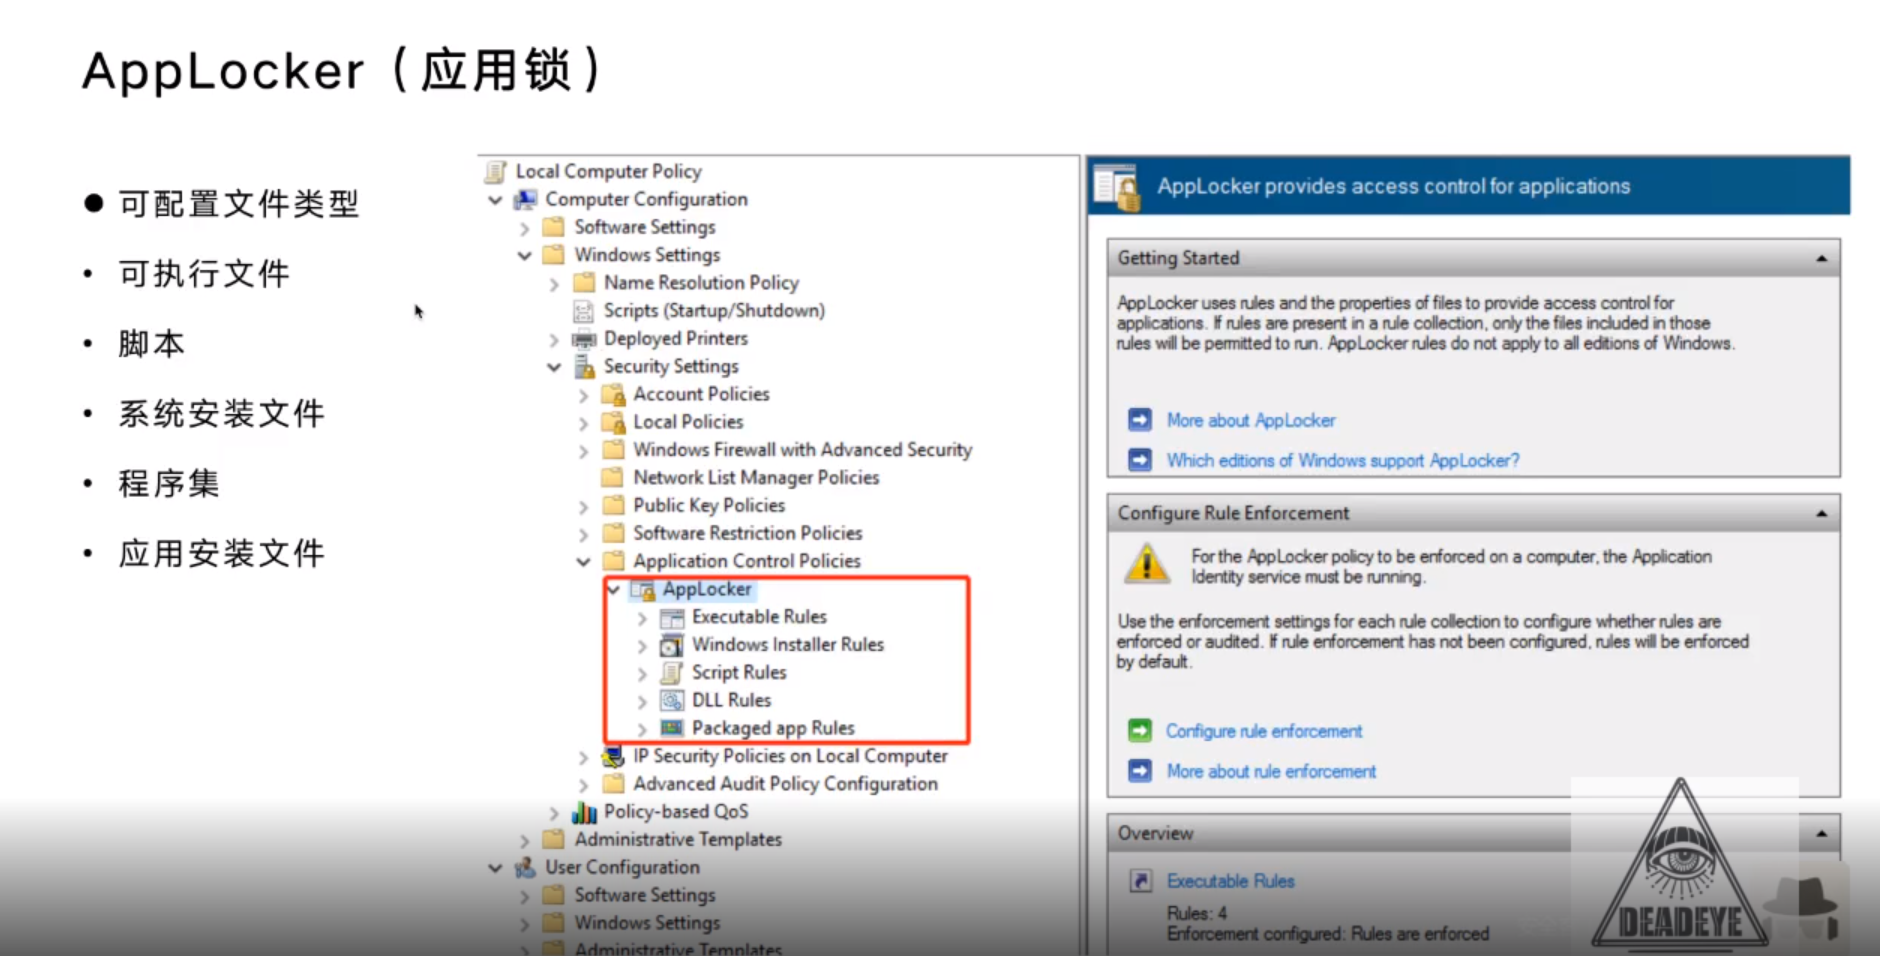 AppLocker（应用锁）
● 可配置文件类型
• 可执行文件
• 脚本
• 系统安装文件
• 程序集
• 应用安装文件
Local Computer Policy
Computer Configuration
Software Settings
Windows Settings
Name Resolution Policy
Scripts (Startup/Shutdown)
Deployed Printers
Security Settings
Account Policies
Local Policies
Windows Firewall with Advanced Security
Network List Manager Policies
Public Key Policies
Software Restriction Policies
Application Control Policies
AppLocker
Executable Rules
Windows Installer Rules
Script Rules
DLL Rules
Packaged app Rules
IP Security Policies on Local Computer
Advanced Audit Policy Configuration
Policy-based QoS
Administrative Templates
User Configuration
Software Settings
Windows Settings
Administrative Templates
AppLocker provides access control for applications
Getting Started
AppLocker uses rules and the properties of files to provide access control for
applications. If rules are present in a rule collection, only the files included in those
rules will be permitted to run. AppLocker rules do not apply to all editions of Windows.
More about AppLocker
Which editions of Windows support AppLocker?
Configure Rule Enforcement
For the AppLocker policy to be enforced on a computer, the Application
Identity service must be running.
Use the enforcement settings for each rule collection to configure whether rules are
enforced or audited. If rule enforcement has not been configured, rules will be enforced
by default.
Configure rule enforcement
More about rule enforcement
Overview
Executable Rules
Rules: 4
Enforcement configured: Rules are enforced
DEADEYE